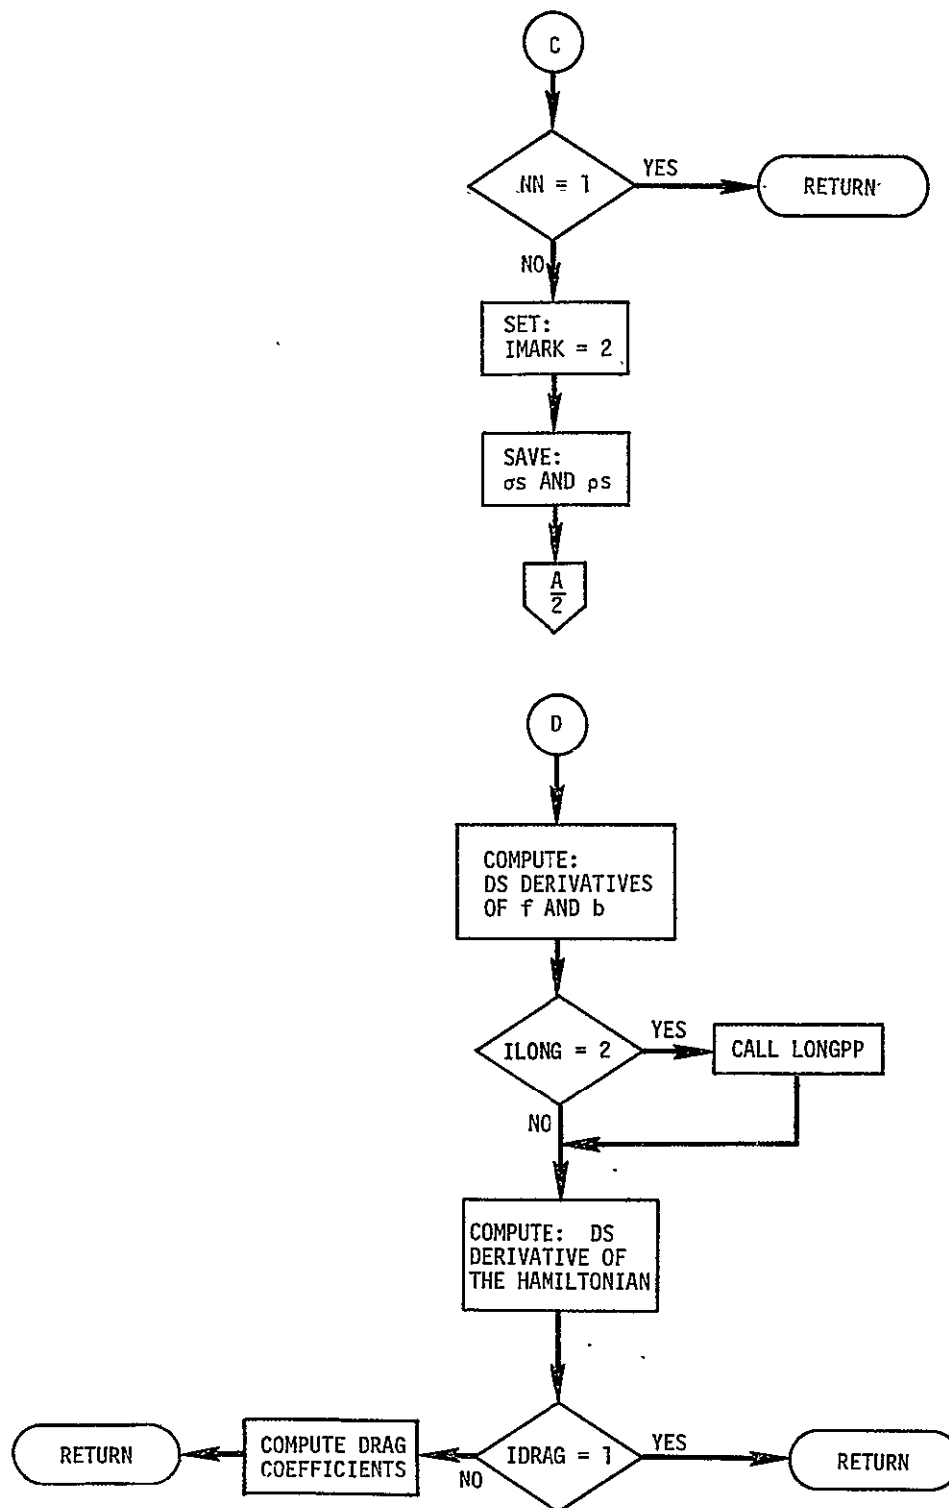 C
NN = 1
YES
RETURN
NO
SET:
IMARK = 2
SAVE:
σs AND ρs
A
2
D
COMPUTE:
DS DERIVATIVES
OF f AND b
ILONG = 2
YES
CALL LONGPP
NO
COMPUTE: DS
DERIVATIVE OF
THE HAMILTONIAN
RETURN
COMPUTE DRAG
COEFFICIENTS
NO
IDRAG = 1
YES
RETURN